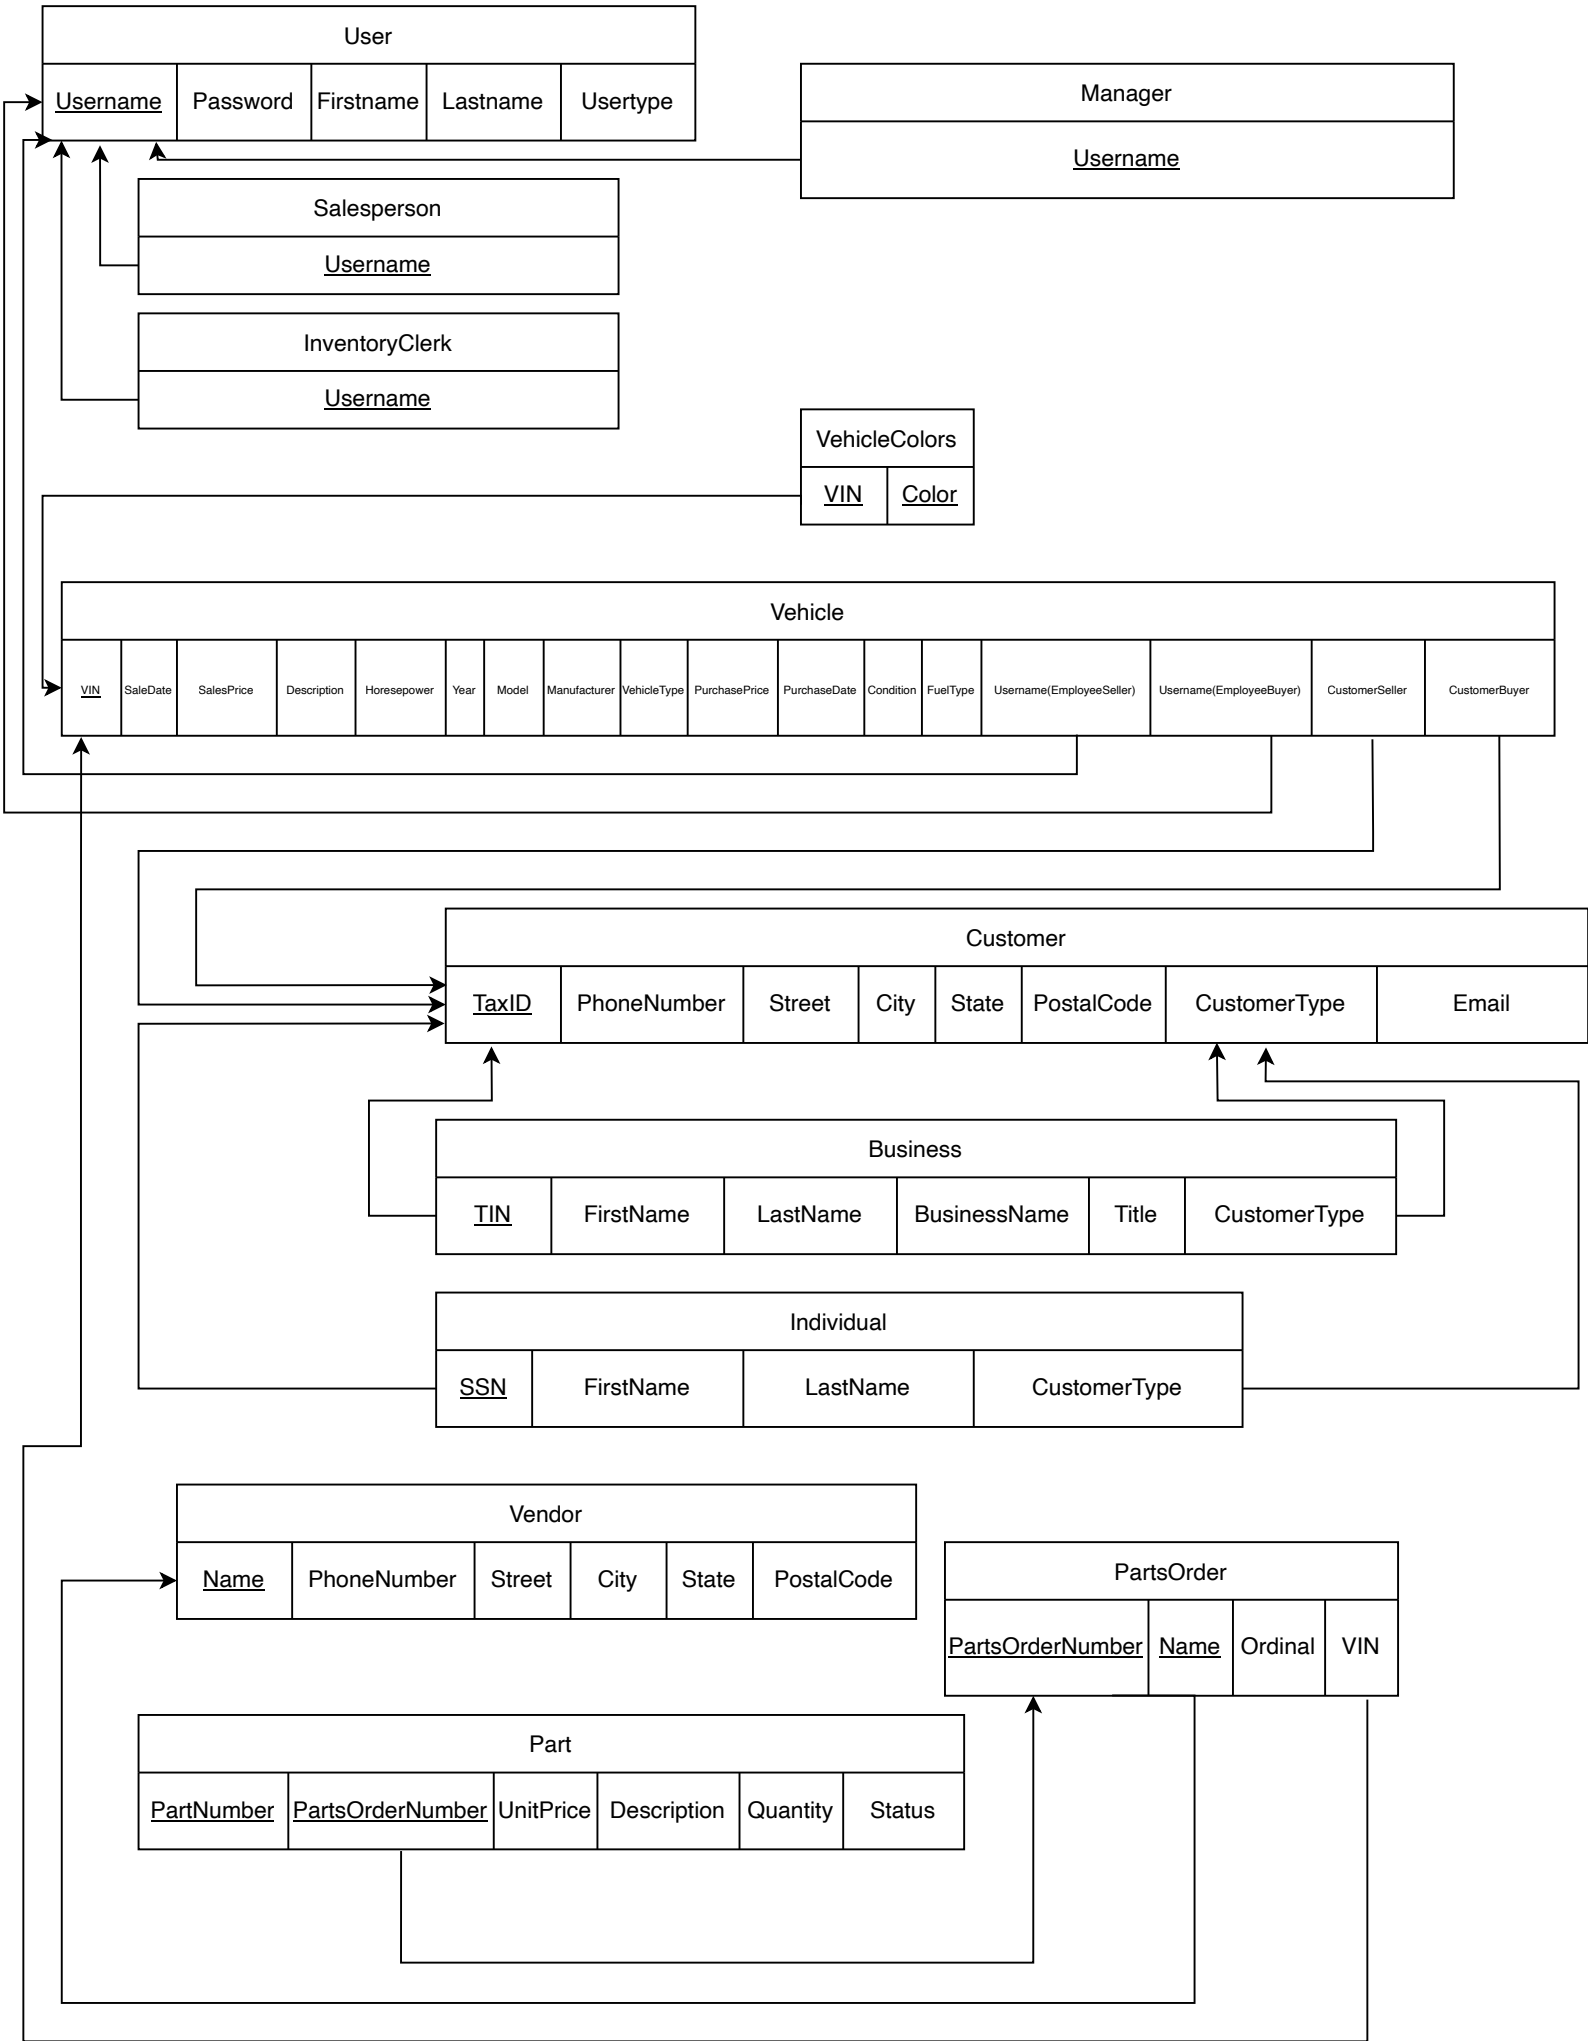 User
Username Password Firstname Lastname Usertype
Manager
Username
Salesperson
Username
InventoryClerk
Username
VehicleColors
VIN Color
Vehicle
VIN SaleDate SalesPrice Description Horesepower Year Model Manufacturer VehicleType PurchasePrice PurchaseDate Condition FuelType Username(EmployeeSeller) Username(EmployeeBuyer) CustomerSeller CustomerBuyer
Customer
TaxID PhoneNumber Street City State PostalCode CustomerType Email
Business
TIN FirstName LastName BusinessName Title CustomerType
Individual
SSN FirstName LastName CustomerType
Vendor
Name PhoneNumber Street City State PostalCode
PartsOrder
PartsOrderNumber Name Ordinal VIN
Part
PartNumber PartsOrderNumber UnitPrice Description Quantity Status